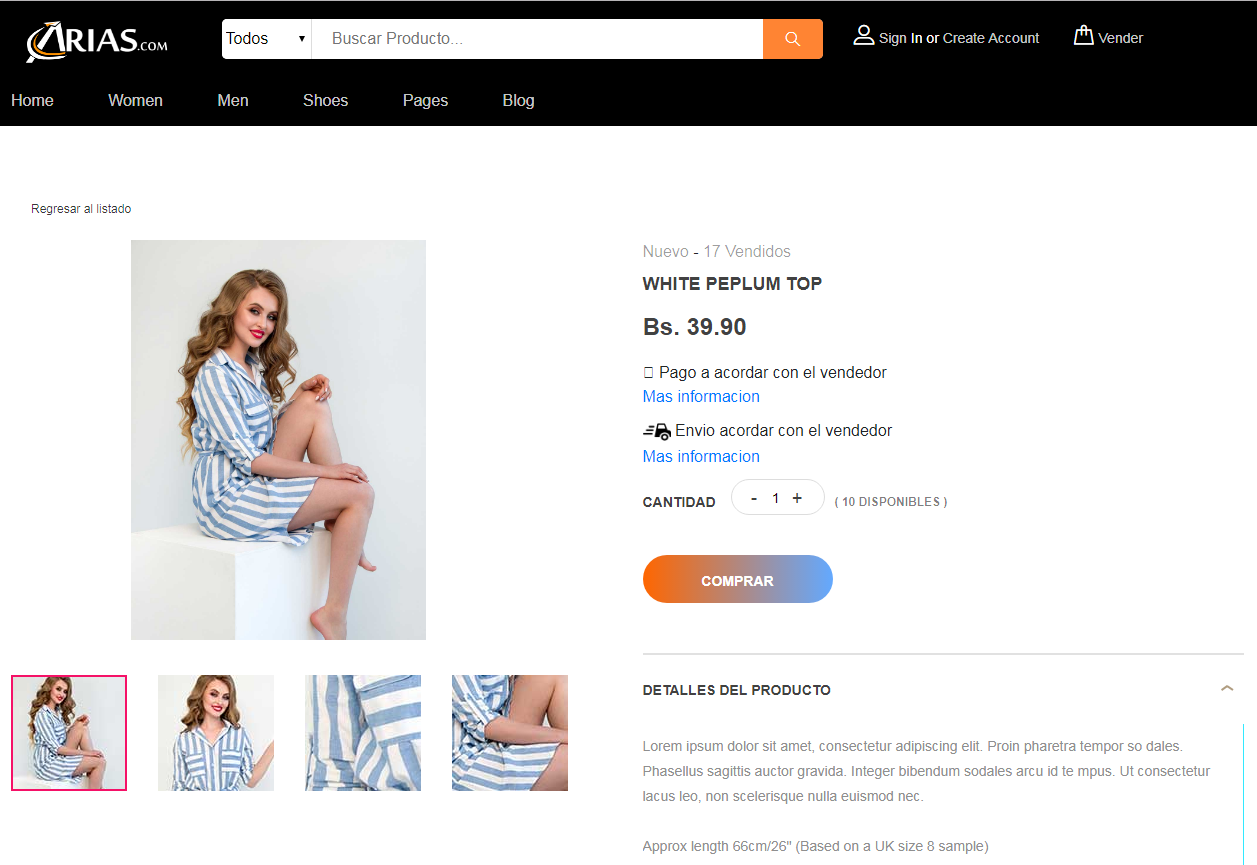 ARIAS.COM
Todos
Buscar Producto...
Sign In or Create Account
Vender
Home Women Men Shoes Pages Blog
Regresar al listado
Nuevo - 17 Vendidos
WHITE PEPLUM TOP
Bs. 39.90
Pago a acordar con el vendedor
Mas informacion
Envio acordar con el vendedor
Mas informacion
CANTIDAD - 1 + ( 10 DISPONIBLES )
COMPRAR
DETALLES DEL PRODUCTO
Lorem ipsum dolor sit amet, consectetur adipiscing elit. Proin pharetra tempor so dales.
Phasellus sagittis auctor gravida. Integer bibendum sodales arcu id te mpus. Ut consectetur
lacus leo, non scelerisque nulla euismod nec.
Approx length 66cm/26" (Based on a UK size 8 sample)